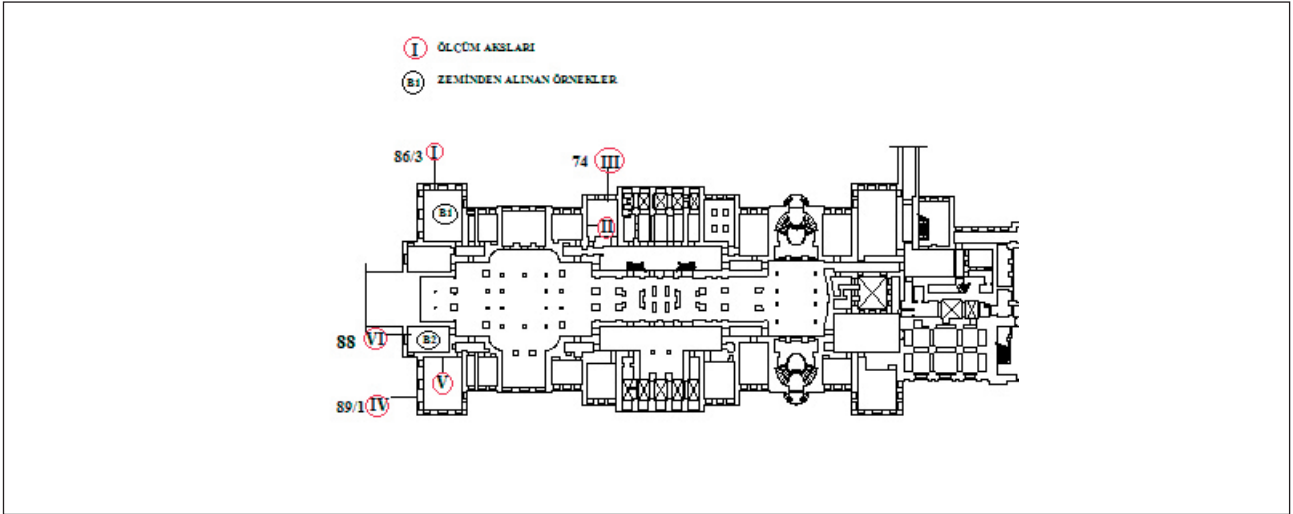 I ÖLÇÜM AKSLARI
B1 ZEMİNDEN ALINAN ÖRNEKLER
86/3 I
74 III
B1
II
88 VI
B2
V
89/1 IV